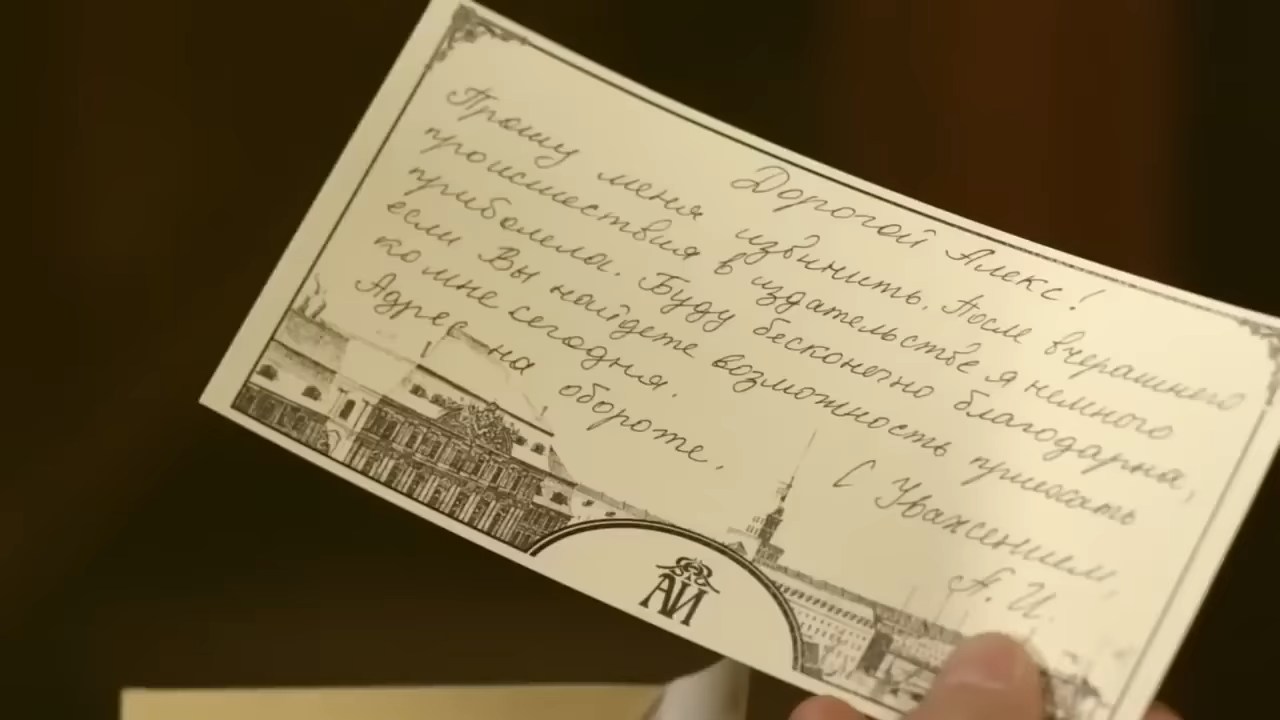 Дорогой Алекс!
Прошу меня извинить. После вчерашнего
происшествия в издательстве я немного
приболела. Буду бесконечно благодарна,
если Вы найдете возможность приехать
ко мне сегодня.
Адрес на обороте.
С Уважением,
А. И.
АИ